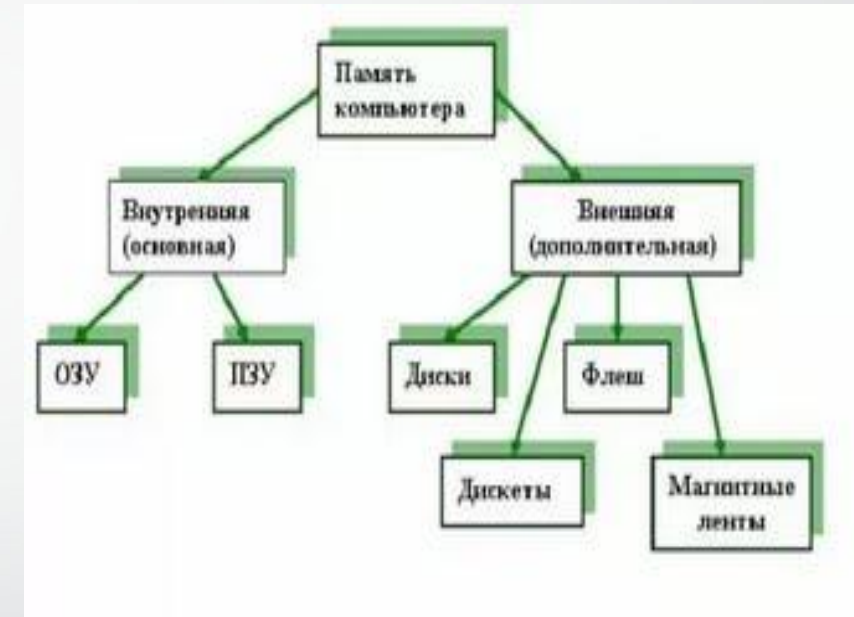 Память
компьютера
Внутренняя
(основная)
Внешняя
(дополнительная)
ОЗУ
ПЗУ
Диски
Флеш
Дискеты
Магнитные
ленты